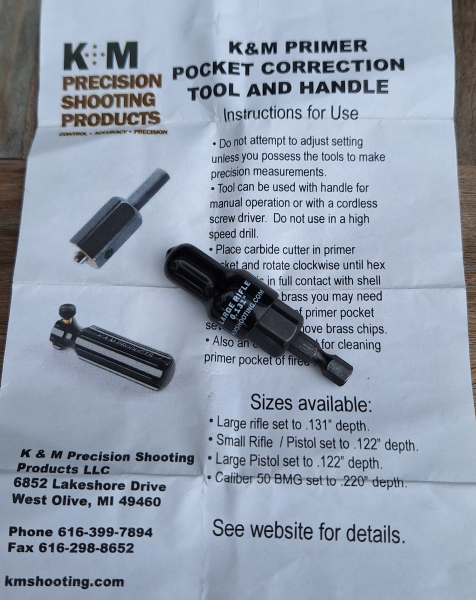 K&M
PRECISION
SHOOTING
PRODUCTS
CONTROL • ACCURACY • PRECISION
K&M PRIMER
POCKET CORRECTION
TOOL AND HANDLE
Instructions for Use
• Do not attempt to adjust setting
unless you possess the tools to make
precision measurements.
• Tool can be used with handle for
manual operation or with a cordless
screw driver. Do not use in a high
speed drill.
• Place carbide cutter in primer
and rotate clockwise until hex
in full contact with shell
brass you may need
of primer pocket
brass chips.
• Also an for cleaning
primer pocket of
LARGE RIFLE
0.131"
KMSHOOTING.COM
Sizes available:
• Large rifle set to .131" depth.
• Small Rifle / Pistol set to .122" depth.
• Large Pistol set to .122" depth.
• Caliber 50 BMG set to .220" depth.
K & M Precision Shooting
Products LLC
6852 Lakeshore Drive
West Olive, MI 49460
Phone 616-399-7894
Fax 616-298-8652
kmshooting.com
See website for details.